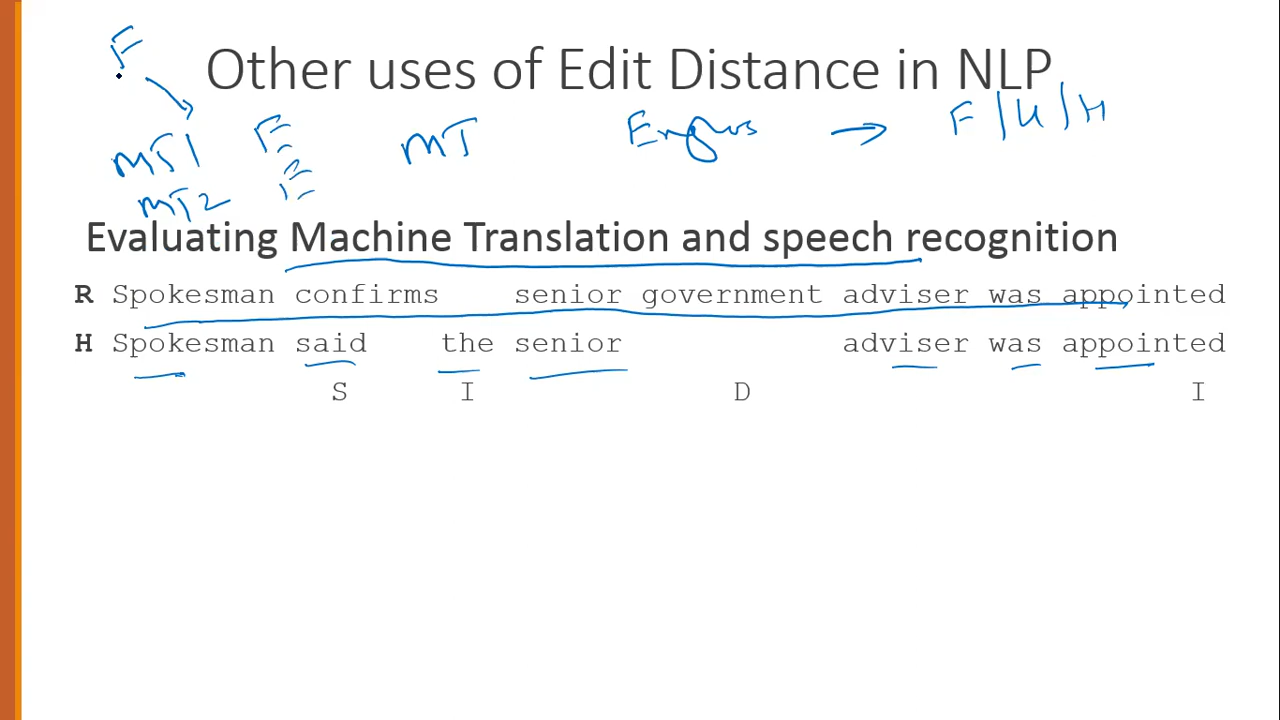 F
Other uses of Edit Distance in NLP
MT1 E MT → F/U/H
MT2 E
Evaluating Machine Translation and speech recognition
R Spokesman confirms senior government adviser was appointed
H Spokesman said the senior adviser was appointed
S I D I